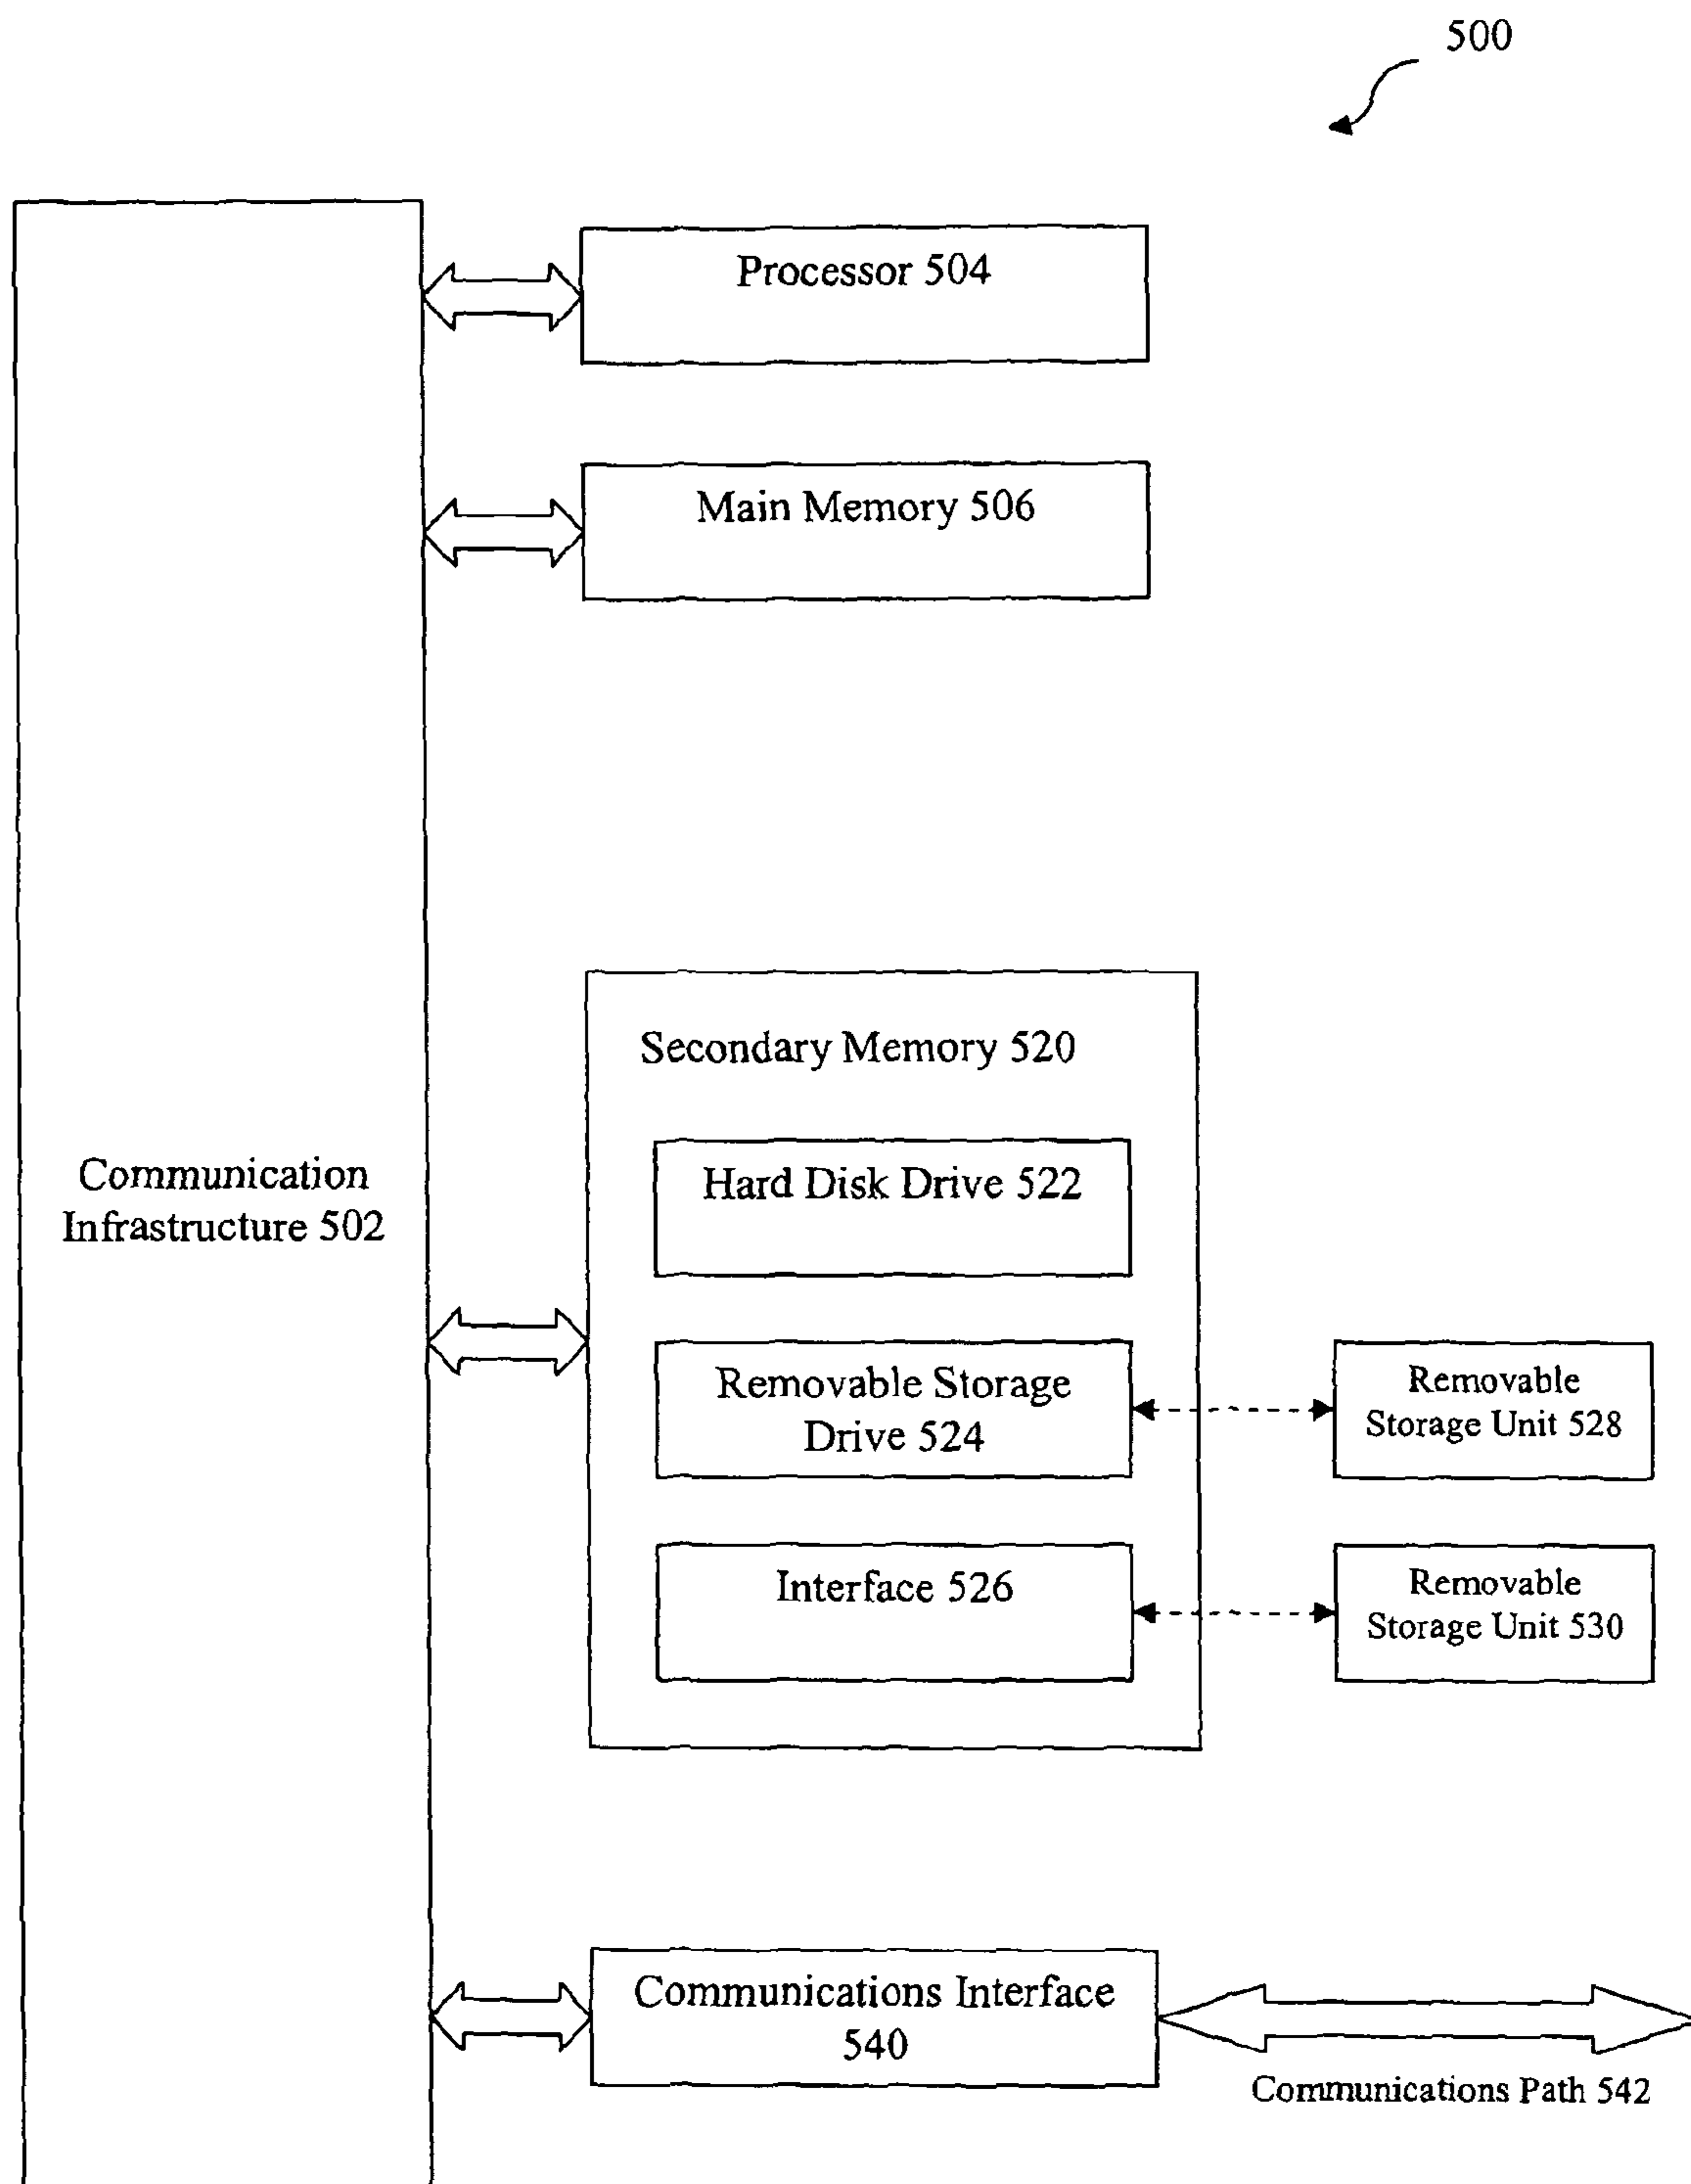 500
Processor 504
Main Memory 506
Secondary Memory 520
Communication
Infrastructure 502
Hard Disk Drive 522
Removable Storage
Drive 524
Removable
Storage Unit 528
Interface 526
Removable
Storage Unit 530
Communications Interface
540
Communications Path 542